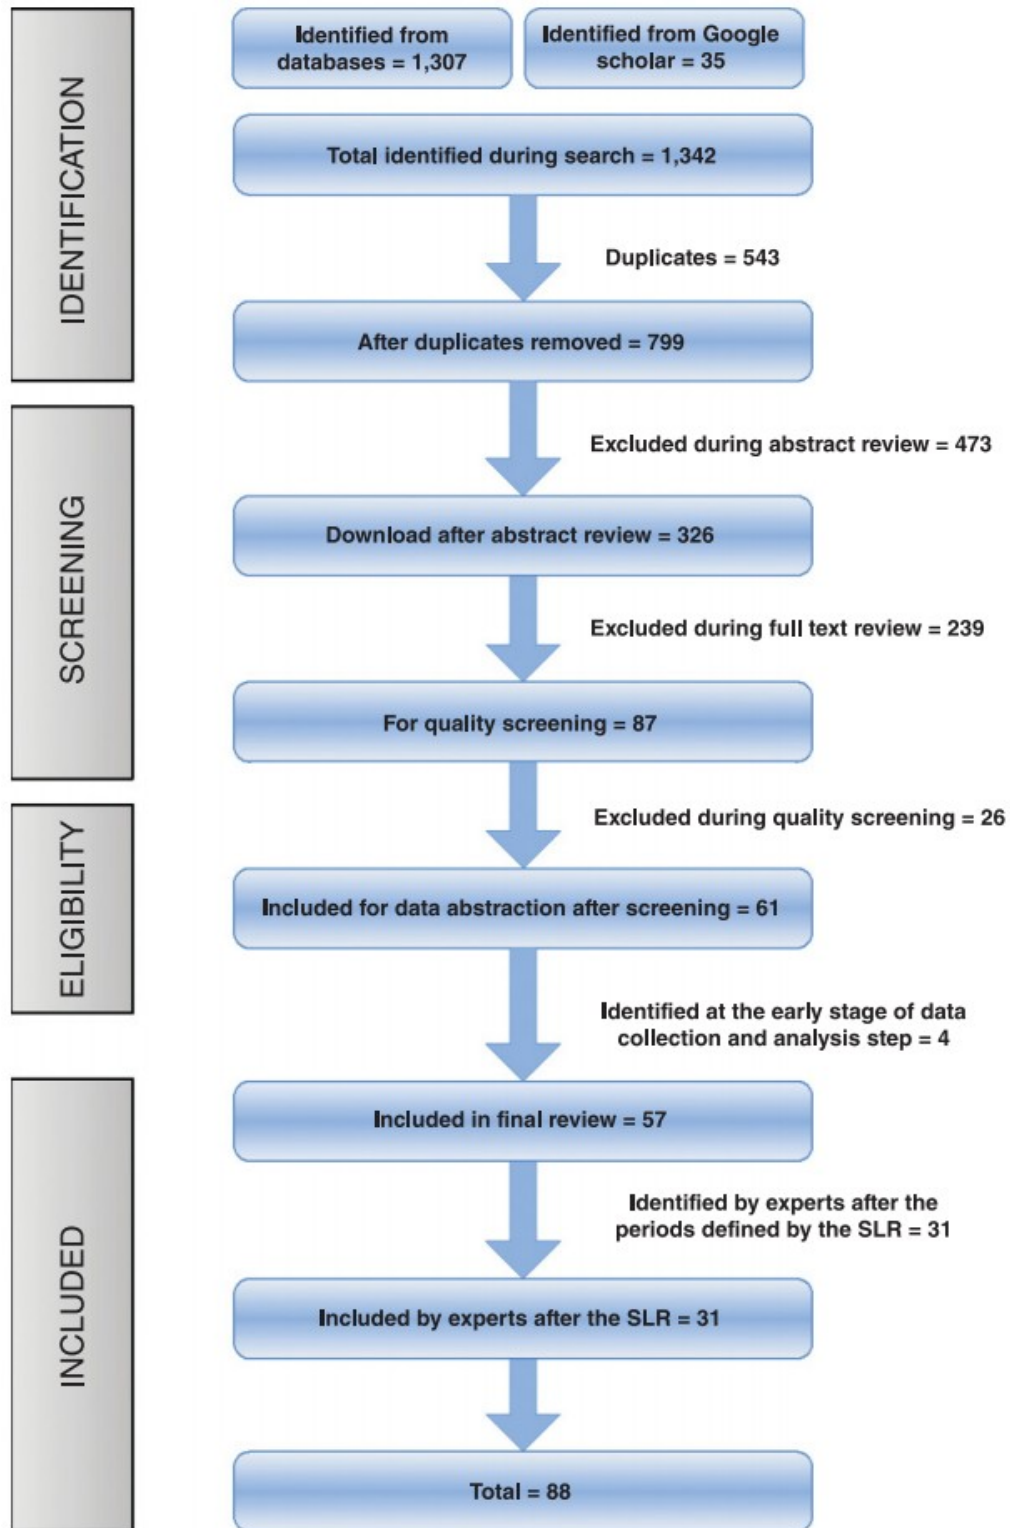 IDENTIFICATION
Identified from
databases = 1,307
Identified from Google
scholar = 35
Total identified during search = 1,342
Duplicates = 543
After duplicates removed = 799
SCREENING
Excluded during abstract review = 473
Download after abstract review = 326
Excluded during full text review = 239
For quality screening = 87
ELIGIBILITY
Excluded during quality screening = 26
Included for data abstraction after screening = 61
Identified at the early stage of data
collection and analysis step = 4
INCLUDED
Included in final review = 57
Identified by experts after the
periods defined by the SLR = 31
Included by experts after the SLR = 31
Total = 88